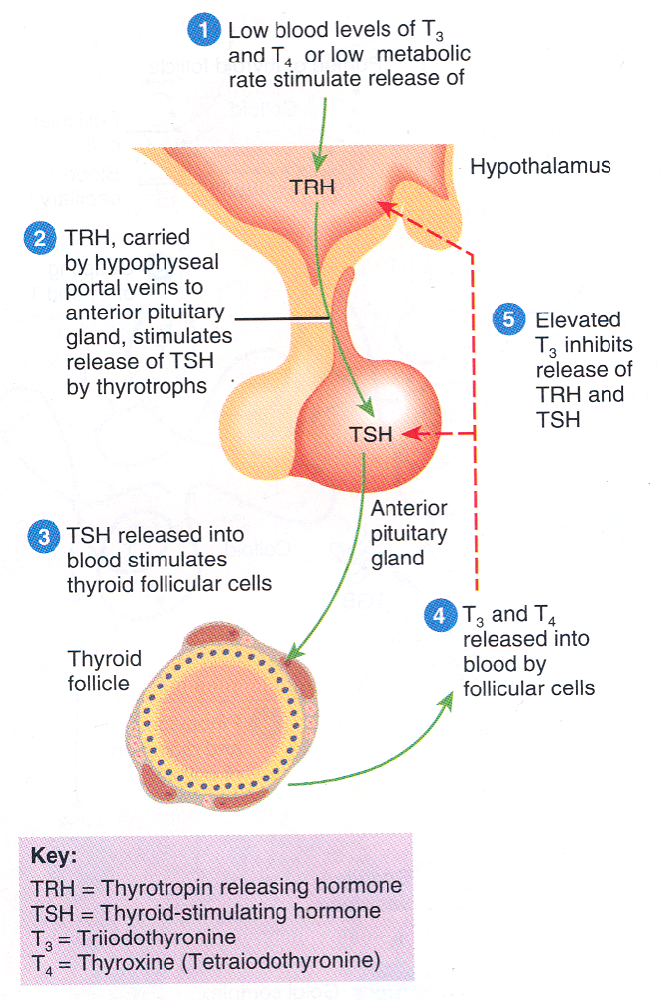 1 Low blood levels of T3
and T4 or low metabolic
rate stimulate release of
Hypothalamus
TRH
2 TRH, carried
by hypophyseal
portal veins to
anterior pituitary
gland, stimulates
release of TSH
by thyrotrophs
5 Elevated
T3 inhibits
release of
TRH and
TSH
TSH
Anterior
pituitary
gland
3 TSH released into
blood stimulates
thyroid follicular cells
4 T3 and T4
released into
blood by
follicular cells
Thyroid
follicle
Key:
TRH = Thyrotropin releasing hormone
TSH = Thyroid-stimulating hormone
T3 = Triiodothyronine
T4 = Thyroxine (Tetraiodothyronine)